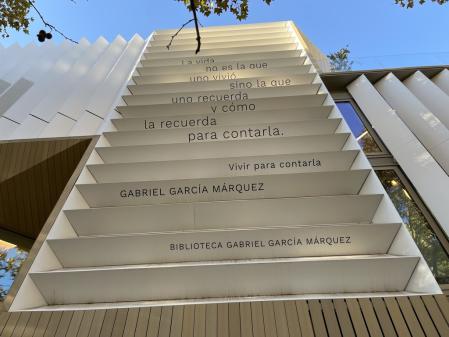 La vida
no es la que
uno vivió,
sino la que
uno recuerda
y cómo
la recuerda
para contarla.
Vivir para contarla
GABRIEL GARCÍA MÁRQUEZ
BIBLIOTECA GABRIEL GARCÍA MÁRQUEZ